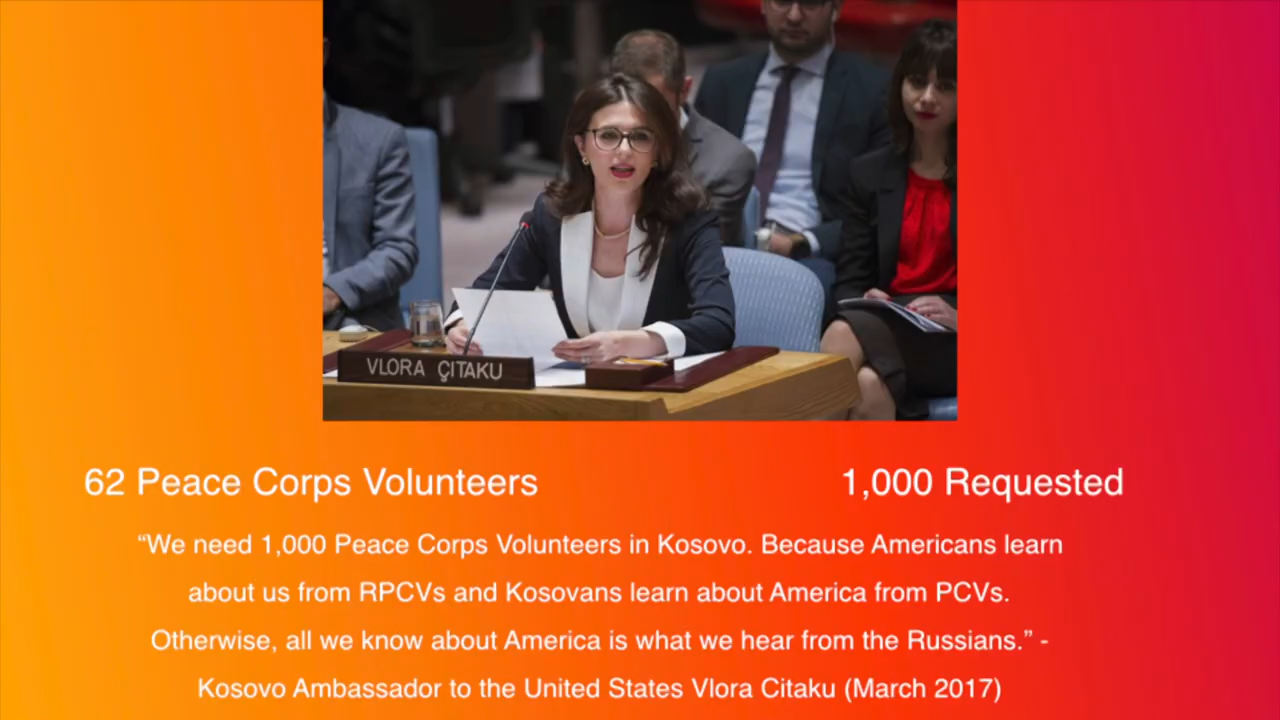 VLORA ÇITAKU
62 Peace Corps Volunteers
1,000 Requested
“We need 1,000 Peace Corps Volunteers in Kosovo. Because Americans learn
about us from RPCVs and Kosovans learn about America from PCVs.
Otherwise, all we know about America is what we hear from the Russians.” -
Kosovo Ambassador to the United States Vlora Citaku (March 2017)